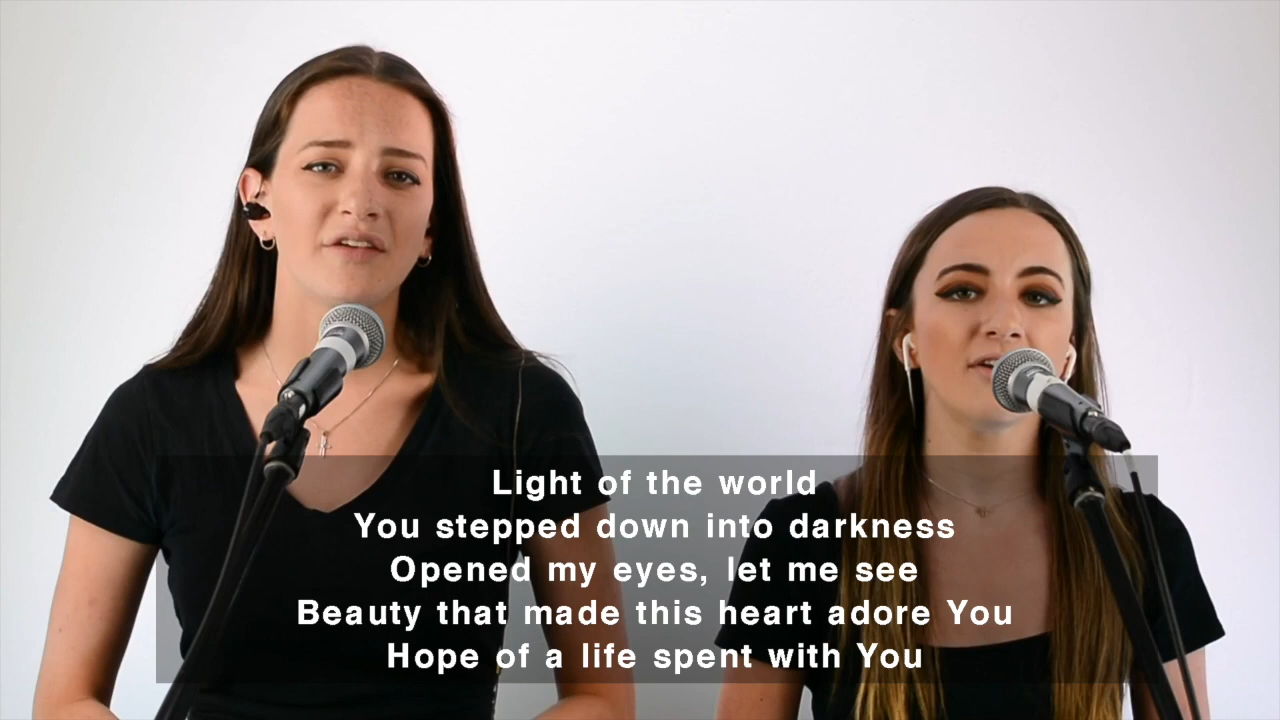 Light of the world
You stepped down into darkness
Opened my eyes, let me see
Beauty that made this heart adore You
Hope of a life spent with You